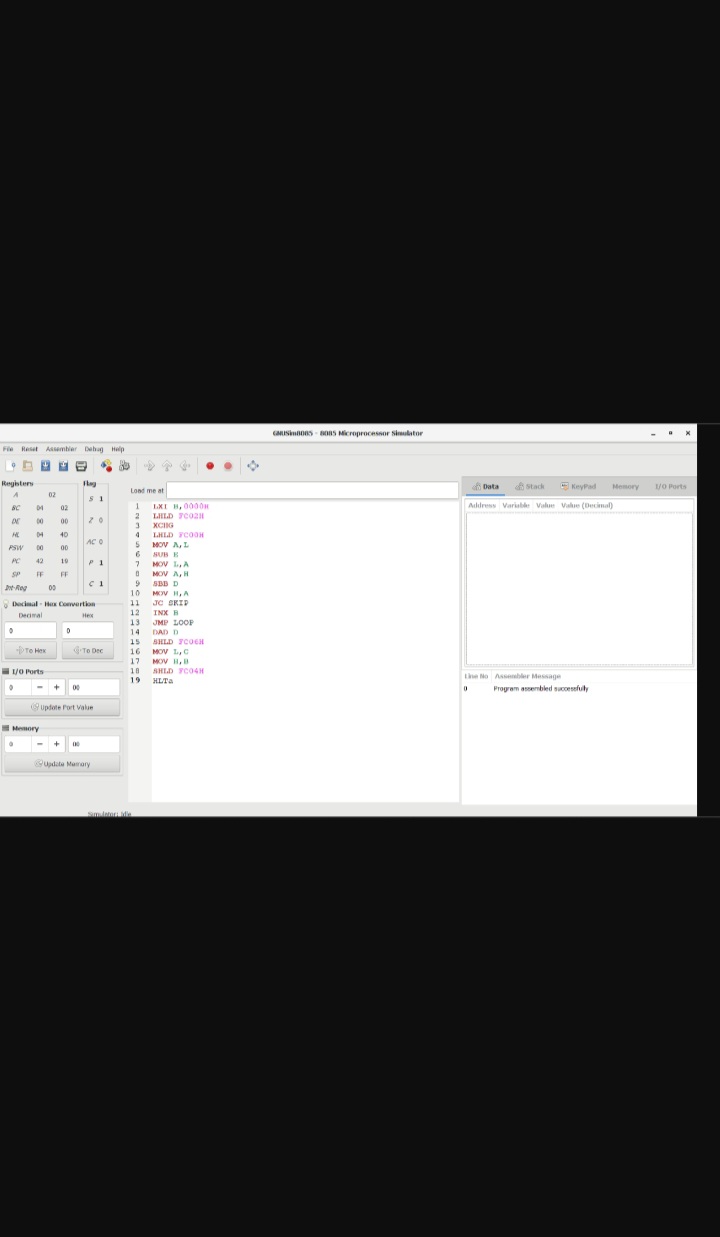 GNUSim8085 - 8085 Microprocessor Simulator
File Reset Assembler Debug Help
Registers Flag
A 02
BC 04 02
DE 00 00
HL 04 40
PSW 00 00
PC 42 19
SP FF FF
Int-Reg 00
S 1
Z 0
AC 0
P 1
C 1
Decimal - Hex Convertion
Decimal Hex
0 0
To Hex To Dec
I/O Ports
0 - + 00
Update Port Value
Memory
0 - + 00
Update Memory
Simulator: Idle
Load me at
1 LXI
2 LHLD FC02H
3 XCHG
4 LHLD FC00H
5 MOV A,L
6 SUB E
7 MOV L,A
8 MOV A,H
9 SBB D
10 MOV H,A
11 JC SKIP
12 INX B
13 JMP LOOP
14 DAD D
15 SHLD FC06H
16 MOV L,C
17 MOV H,B
18 SHLD FC04H
19 HLTa
Data Stack KeyPad Memory I/O Ports
Address Variable Value Value (Decimal)
Line No Assembler Message
0 Program assembled successfully